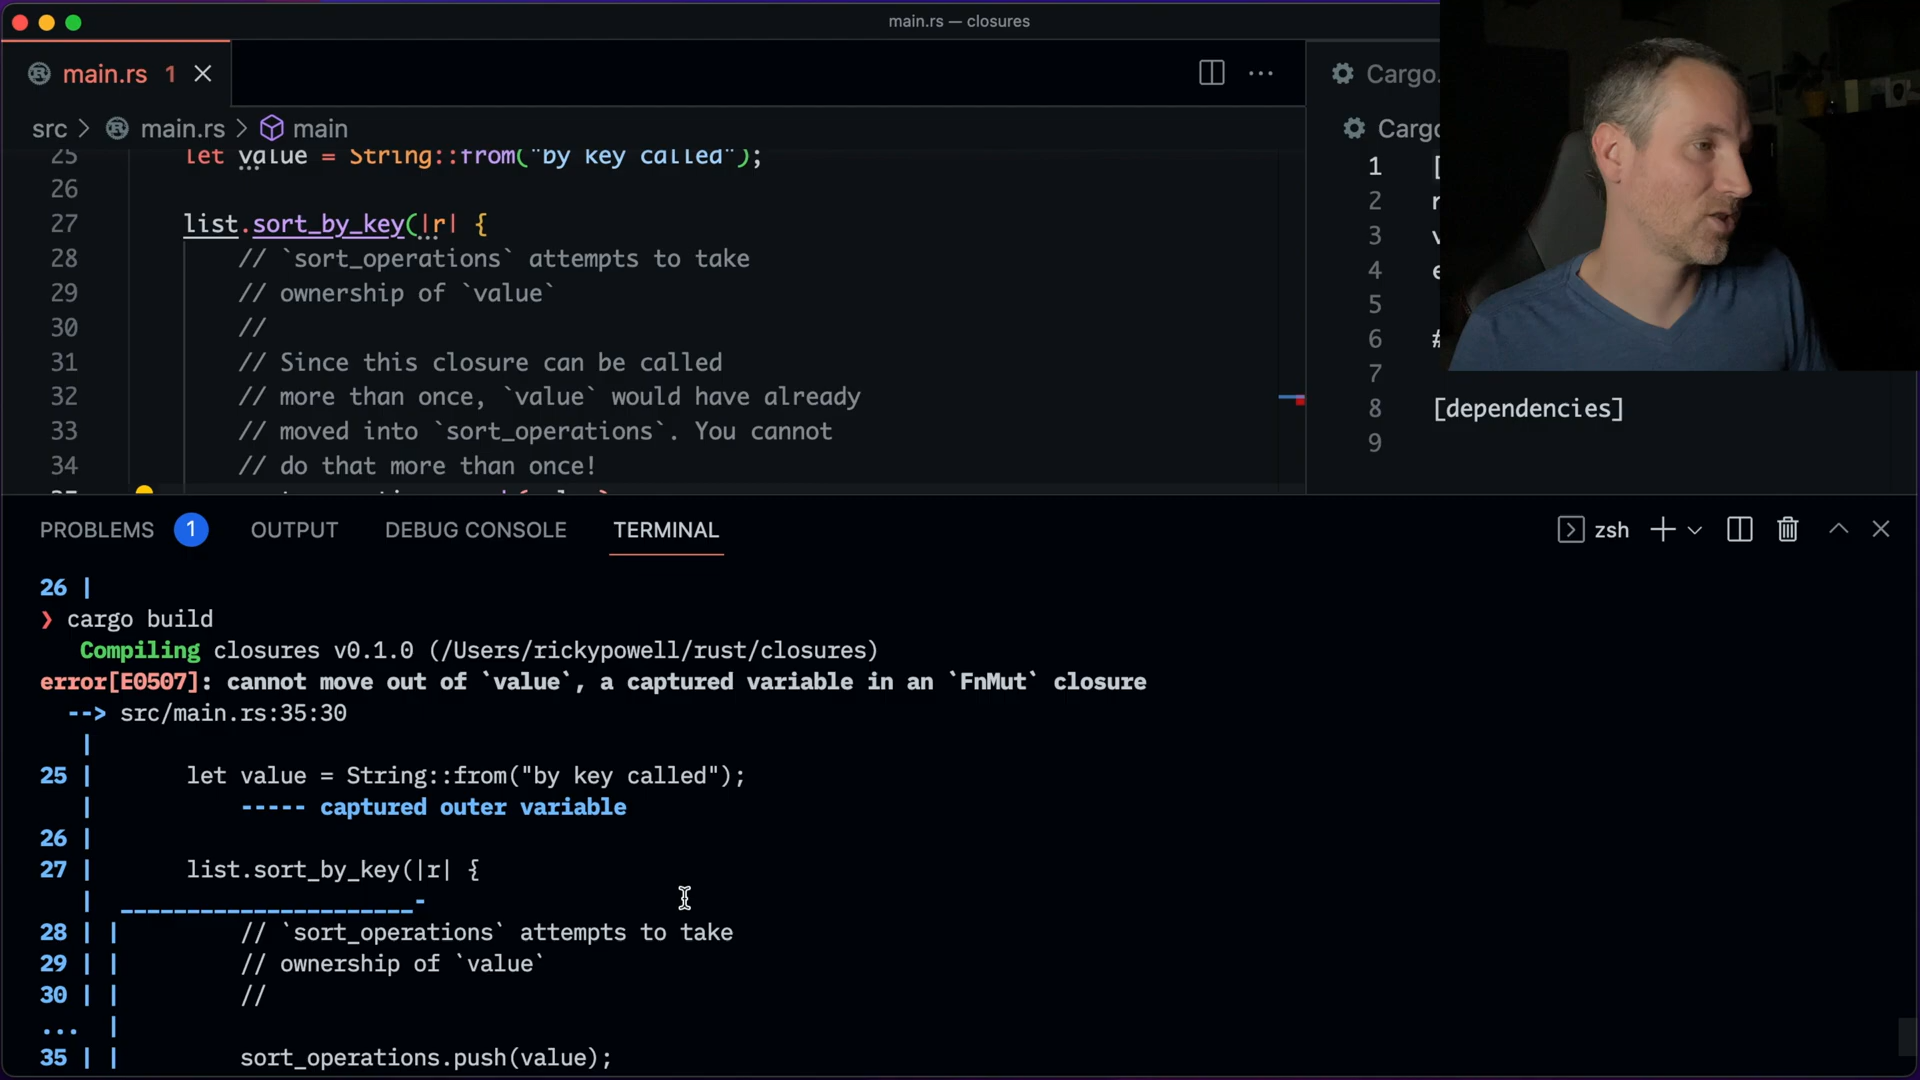 main.rs — closures
main.rs 1
Cargo.
src > main.rs > main
Cargo
25 let value = String::from("by key called");
26
27 list.sort_by_key(|r| {
28 // `sort_operations` attempts to take
29 // ownership of `value`
30 //
31 // Since this closure can be called
32 // more than once, `value` would have already
33 // moved into `sort_operations`. You cannot
34 // do that more than once!
1 [
2 r
3 v
4 e
5
6 #
7
8 [dependencies]
9
PROBLEMS 1 OUTPUT DEBUG CONSOLE TERMINAL zsh
26 |
❯ cargo build
Compiling closures v0.1.0 (/Users/rickypowell/rust/closures)
error[E0507]: cannot move out of `value`, a captured variable in an `FnMut` closure
--> src/main.rs:35:30
|
25 | let value = String::from("by key called");
| ----- captured outer variable
26 |
27 | list.sort_by_key(|r| {
| ______________________-
28 | | // `sort_operations` attempts to take
29 | | // ownership of `value`
30 | | //
... |
35 | | sort_operations.push(value);